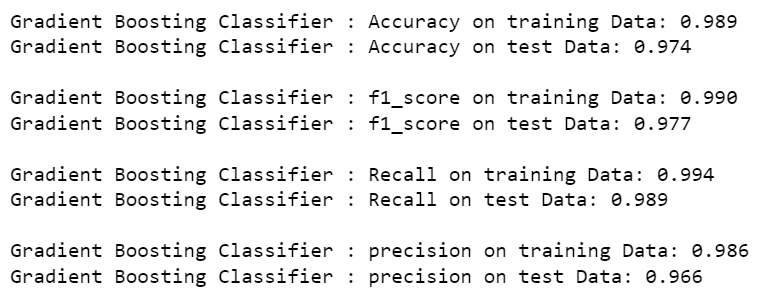 Gradient Boosting Classifier : Accuracy on training Data: 0.989
Gradient Boosting Classifier : Accuracy on test Data: 0.974
Gradient Boosting Classifier : f1_score on training Data: 0.990
Gradient Boosting Classifier : f1_score on test Data: 0.977
Gradient Boosting Classifier : Recall on training Data: 0.994
Gradient Boosting Classifier : Recall on test Data: 0.989
Gradient Boosting Classifier : precision on training Data: 0.986
Gradient Boosting Classifier : precision on test Data: 0.966